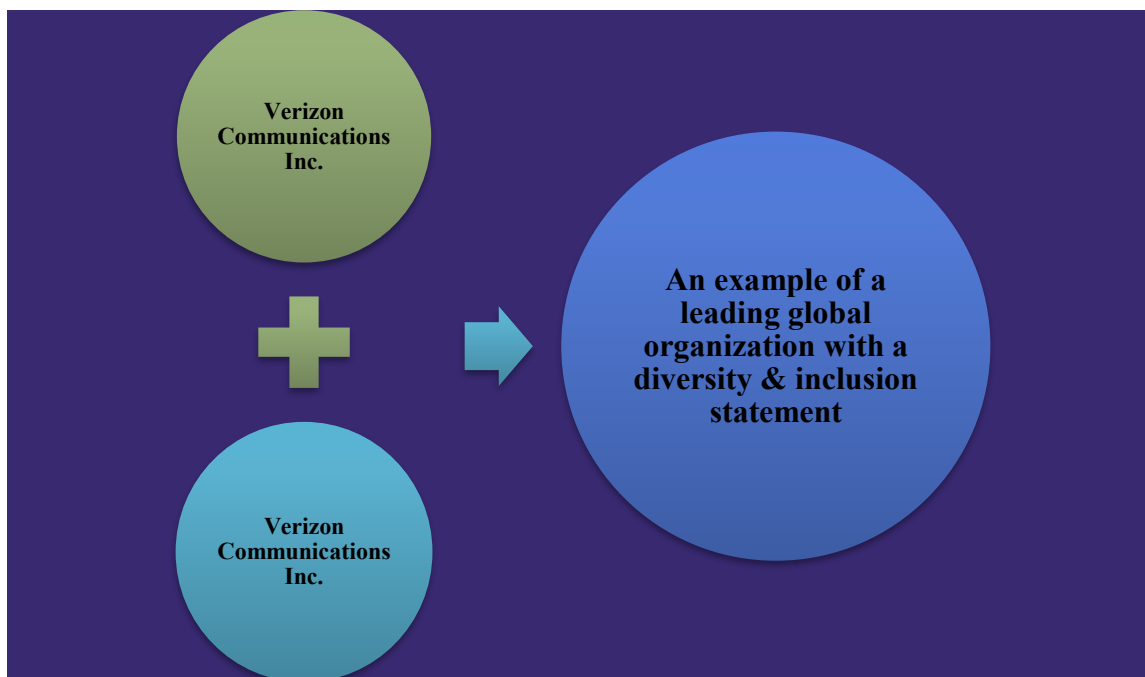 Verizon
Communications
Inc.
Verizon
Communications
Inc.
An example of a
leading global
organization with a
diversity & inclusion
statement